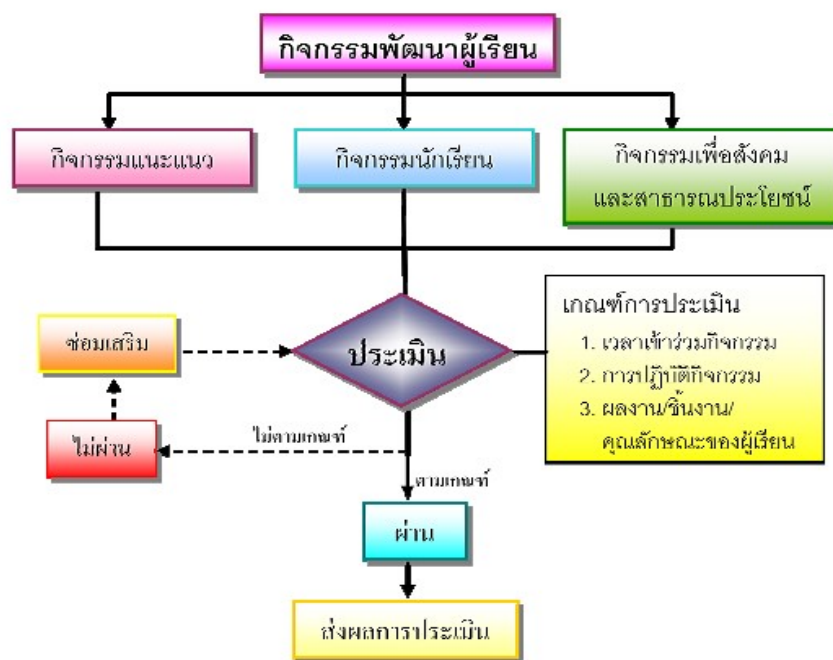 กิจกรรมพัฒนาผู้เรียน
กิจกรรมแนะแนว
กิจกรรมนักเรียน
กิจกรรมเพื่อสังคม
และสาธารณประโยชน์
ประเมิน
เกณฑ์การประเมิน
1. เวลาเข้าร่วมกิจกรรม
2. การปฏิบัติกิจกรรม
3. ผลงาน/ชิ้นงาน/
คุณลักษณะของผู้เรียน
ซ่อมเสริม
ไม่ผ่าน
ไม่ตามเกณฑ์
ตามเกณฑ์
ผ่าน
ส่งผลการประเมิน